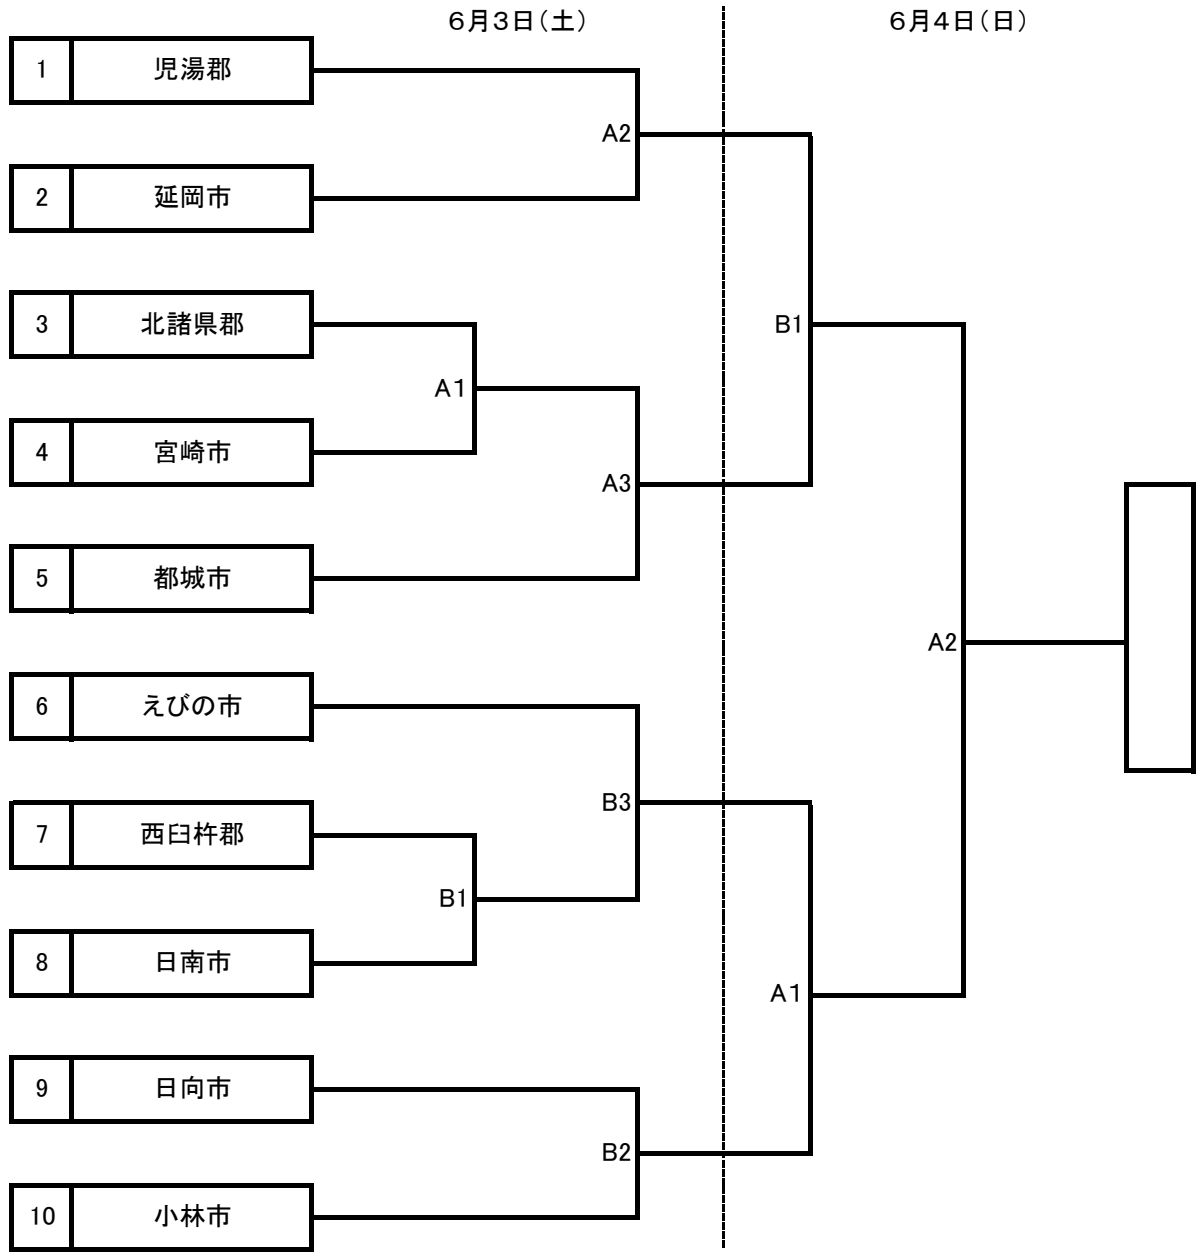 ６月３日（土）
６月４日（日）
1 児湯郡
A2
2 延岡市
3 北諸県郡
B1
A1
4 宮崎市
A3
5 都城市
A2
6 えびの市
B3
7 西臼杵郡
B1
8 日南市
A1
9 日向市
B2
10 小林市